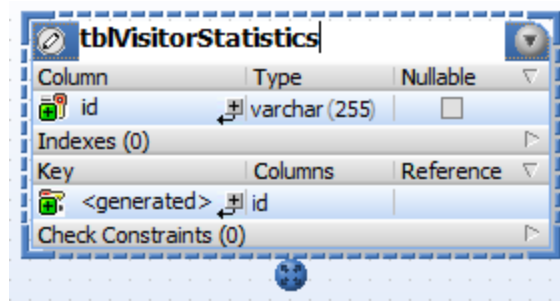 tblVisitorStatistics
Column Type Nullable
id varchar (255)
Indexes (0)
Key Columns Reference
<generated> id
Check Constraints (0)